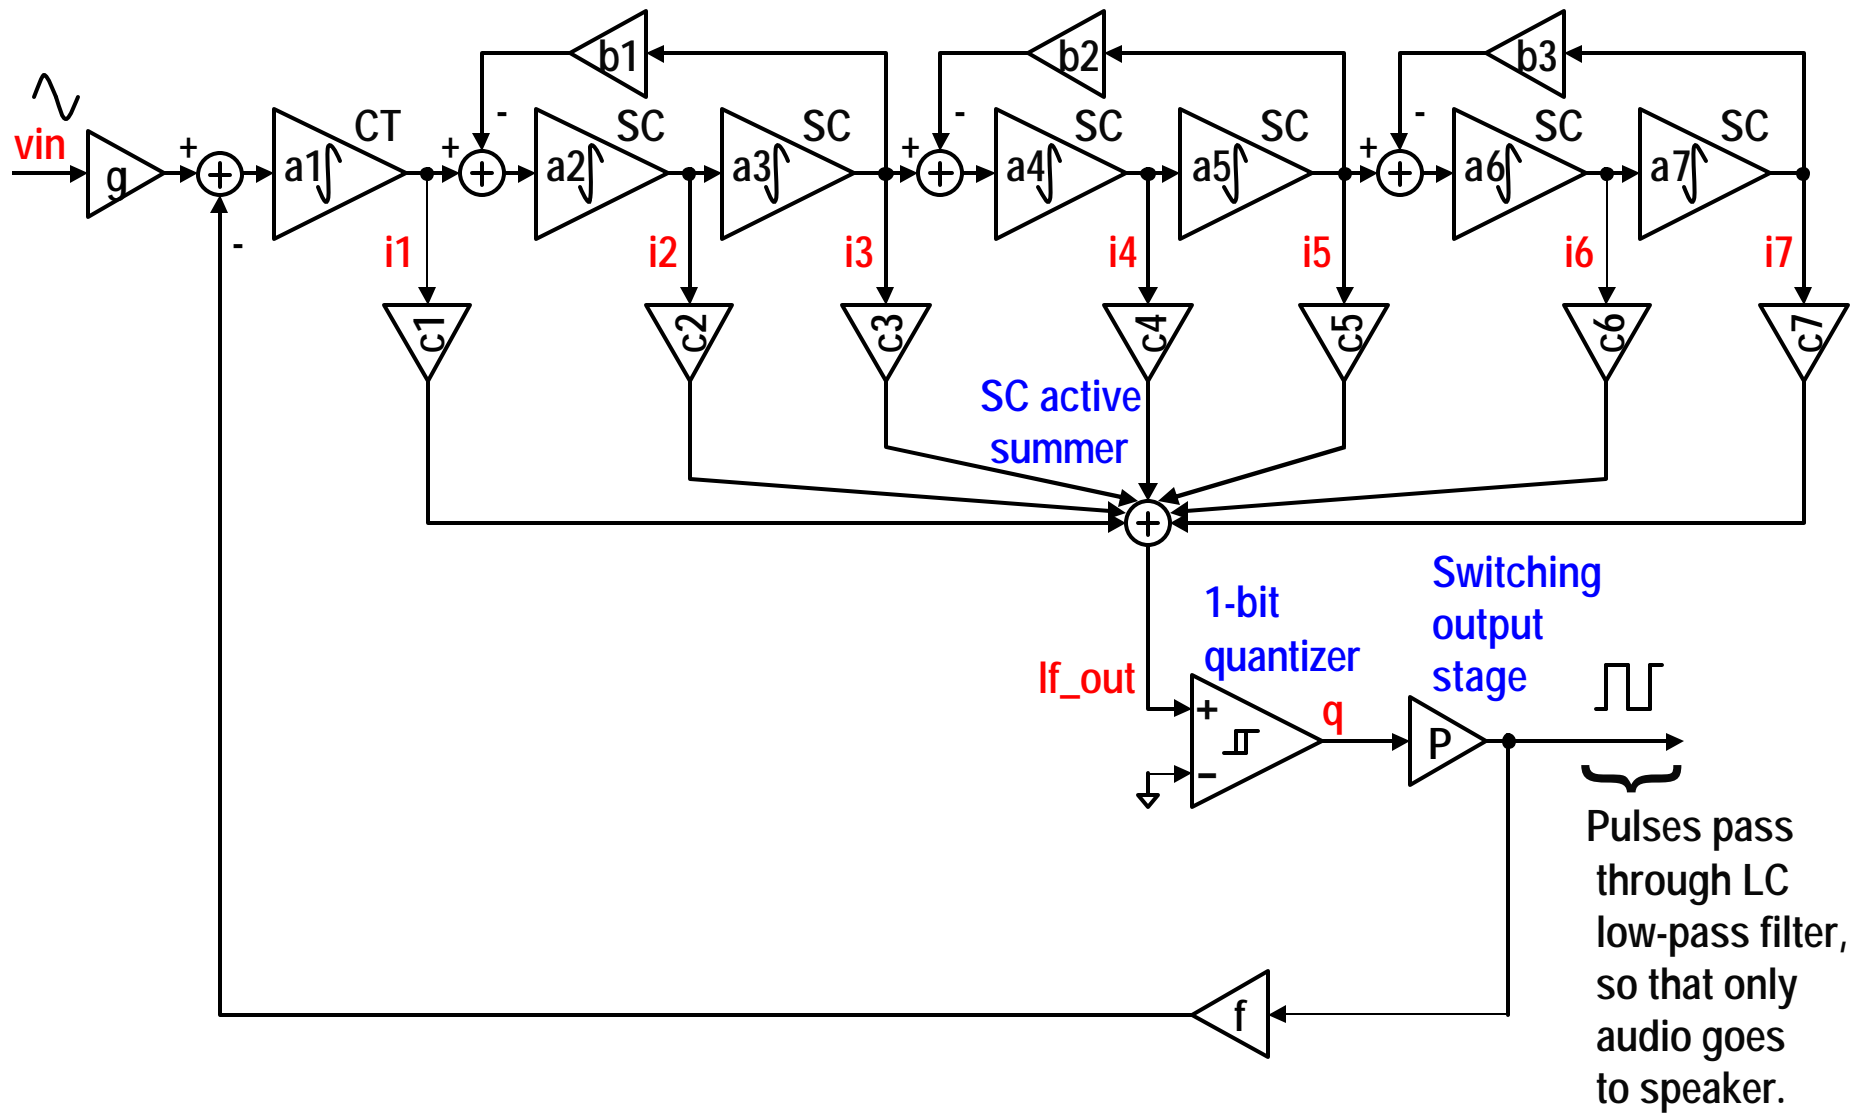 b1
b2
b3
CT
SC
SC
SC
SC
SC
SC
vin
g
+
+
-
a1∫
+
+
-
a2∫
a3∫
+
+
-
a4∫
a5∫
+
+
-
a6∫
a7∫
i1
i2
i3
i4
i5
i6
i7
c1
c2
c3
c4
c5
c6
c7
SC active
summer
+
1-bit
quantizer
Switching
output
stage
lf_out
+
−
q
P
Pulses pass
through LC
low-pass filter,
so that only
audio goes
to speaker.
f